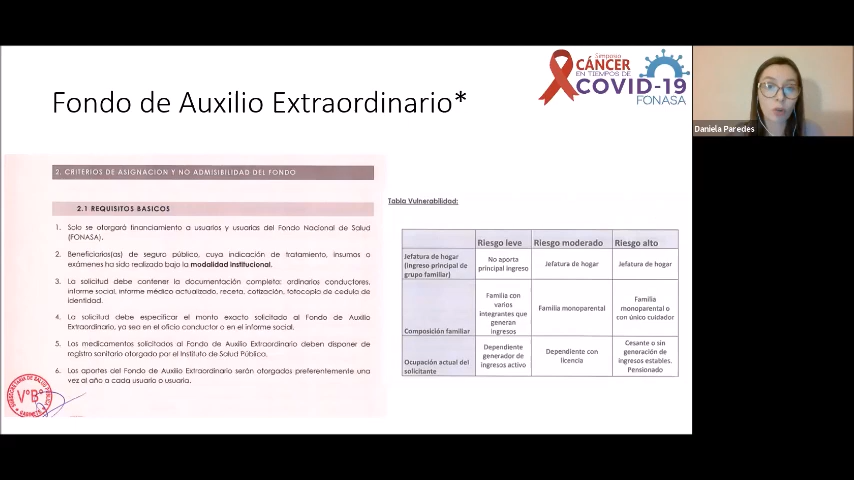 Simposio
CÁNCER
EN TIEMPOS DE
COVID-19
FONASA
Daniela Paredes
Fondo de Auxilio Extraordinario*
2. CRITERIOS DE ASIGNACION Y NO ADMISIBILIDAD DEL FONDO
2.1 REQUISITOS BASICOS
1. Solo se otorgará financiamiento a usuarios y usuarias del Fondo Nacional de Salud
(FONASA).
2. Beneficiarios(as) de seguro público, cuya indicación de tratamiento, insumos o
exámenes ha sido realizado bajo la modalidad institucional.
3. La solicitud debe contener la documentación completa: ordinarios conductores,
informe social, informe médico actualizado, receta, cotización, fotocopia de cedula de
identidad.
4. La solicitud debe especificar el monto exacto solicitado al Fondo de Auxilio
Extraordinario, ya sea en el oficio conductor o en el informe social.
5. Los medicamentos solicitados al Fondo de Auxilio Extraordinario deben disponer de
registro sanitario otorgado por el Instituto de Salud Público.
6. Los aportes del Fondo de Auxilio Extraordinario serán otorgados preferentemente una
vez al año a cada usuario o usuaria.
V°B°
GABINETE
Tabla Vulnerabilidad:
Riesgo leve Riesgo moderado Riesgo alto
Jefatura de hogar
(ingreso principal de
grupo familiar)
No aporta
principal ingreso
Jefatura de hogar
Jefatura de hogar
Composición familiar
Familia con
varios
integrantes que
generan
ingresos
Familia monoparental
Familia
monoparental o
con único cuidador
Ocupación actual del
solicitante
Dependiente
generador de
ingresos activo
Dependiente con
licencia
Cesante o sin
generación de
ingresos estables.
Pensionado